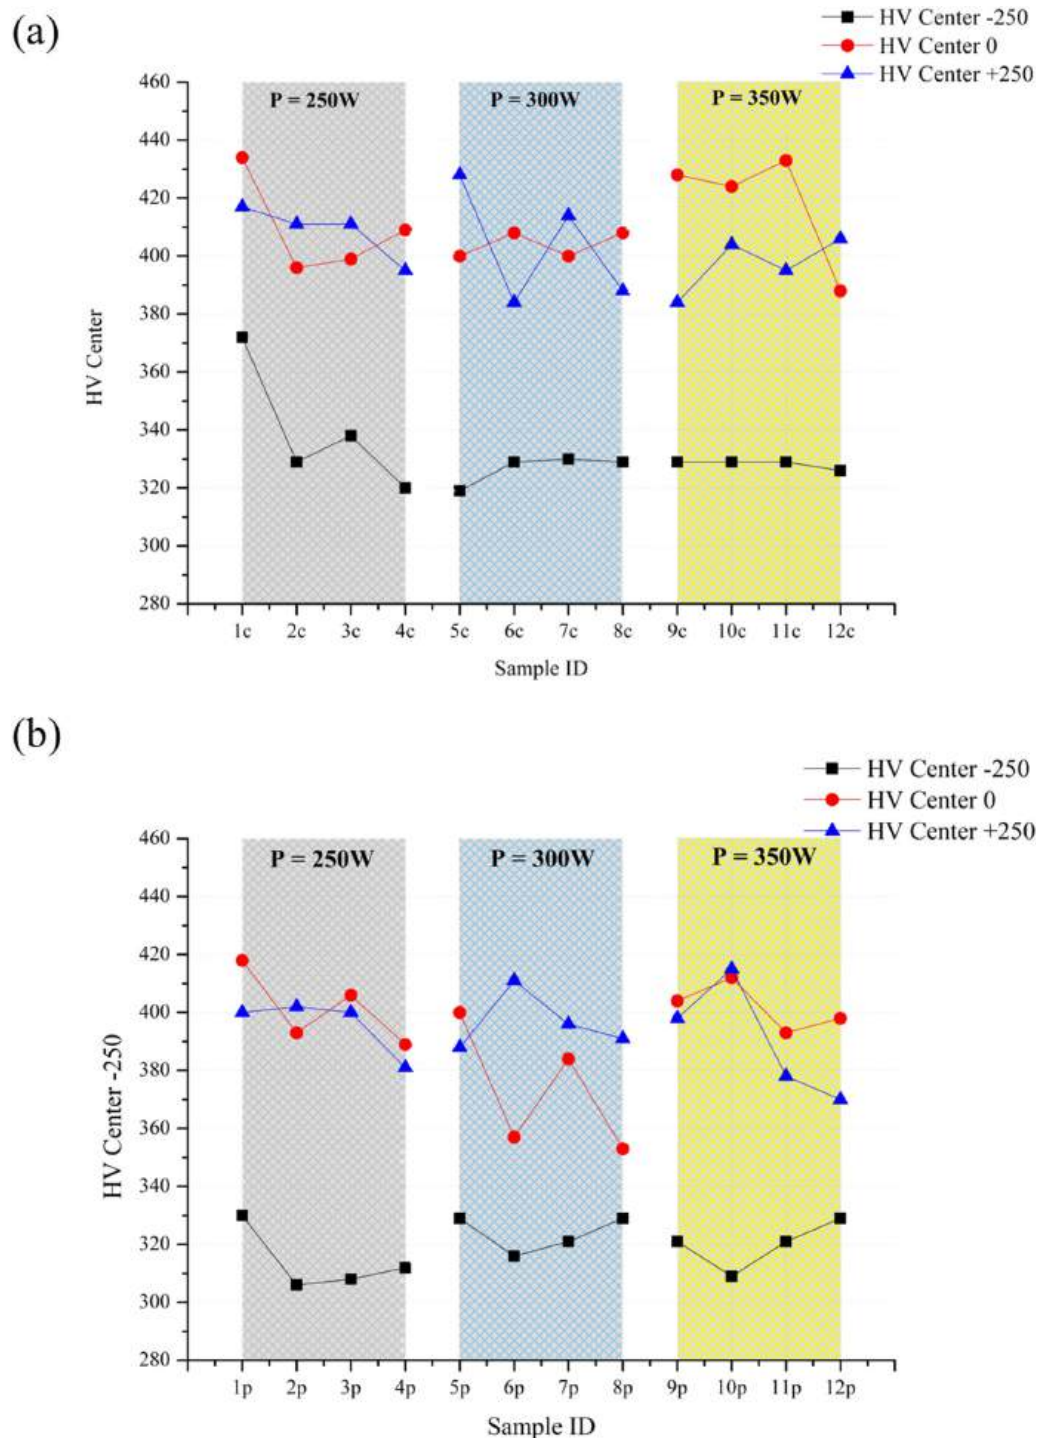 (a)
HV Center -250
HV Center 0
HV Center +250
P = 250W P = 300W P = 350W
460
440
420
400
380
360
340
320
300
280
HV Center
1c 2c 3c 4c 5c 6c 7c 8c 9c 10c 11c 12c
Sample ID
(b)
HV Center -250
HV Center 0
HV Center +250
P = 250W P = 300W P = 350W
460
440
420
400
380
360
340
320
300
280
HV Center -250
1p 2p 3p 4p 5p 6p 7p 8p 9p 10p 11p 12p
Sample ID